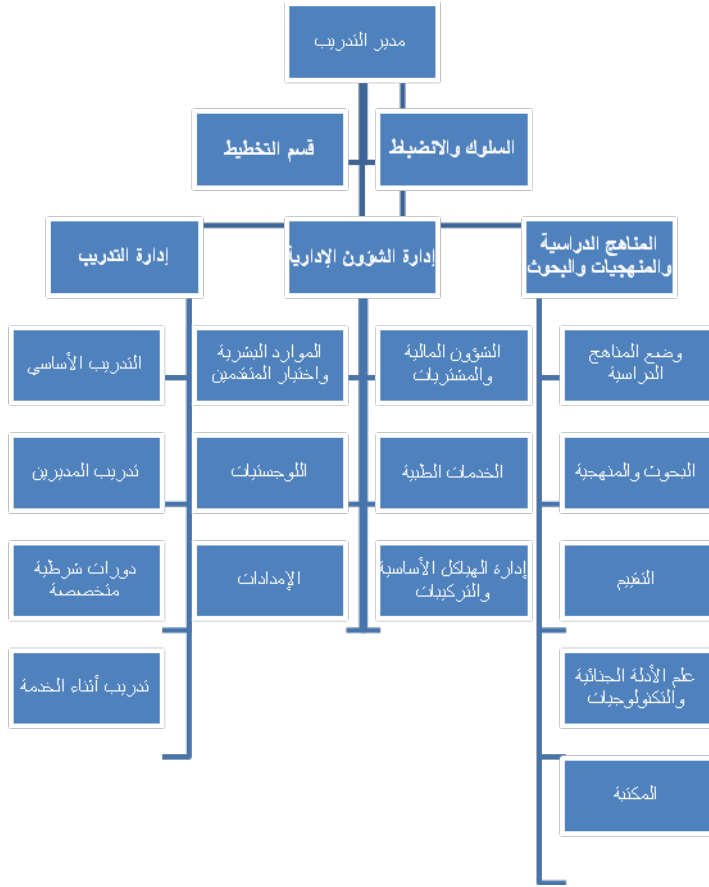 مدير التدريب
السلوك والانضباط
قسم التخطيط
المناهج الدراسية
والمنهجيات والبحوث
إدارة الشؤون الإدارية
إدارة التدريب
وضع المناهج
الدراسية
الشؤون المالية
والمشتريات
الموارد البشرية
واختيار المتقدمين
التدريب الأساسي
البحوث والمنهجية
الخدمات الطبية
اللوجستيات
تدريب المديرين
التقييم
إدارة الهياكل الأساسية
والتركيبات
الإمدادات
دورات شرطية
متخصصة
علم الأدلة الجنائية
والتكنولوجيات
تدريب أثناء الخدمة
المكتبة